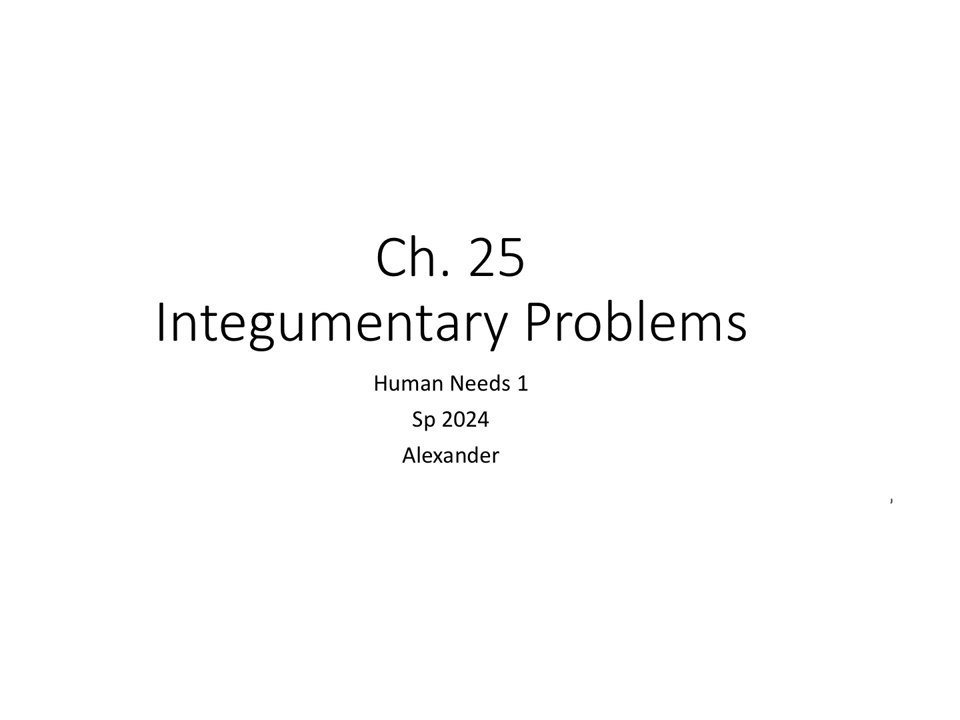 Ch. 25
Integumentary Problems
Human Needs 1
Sp 2024
Alexander
,